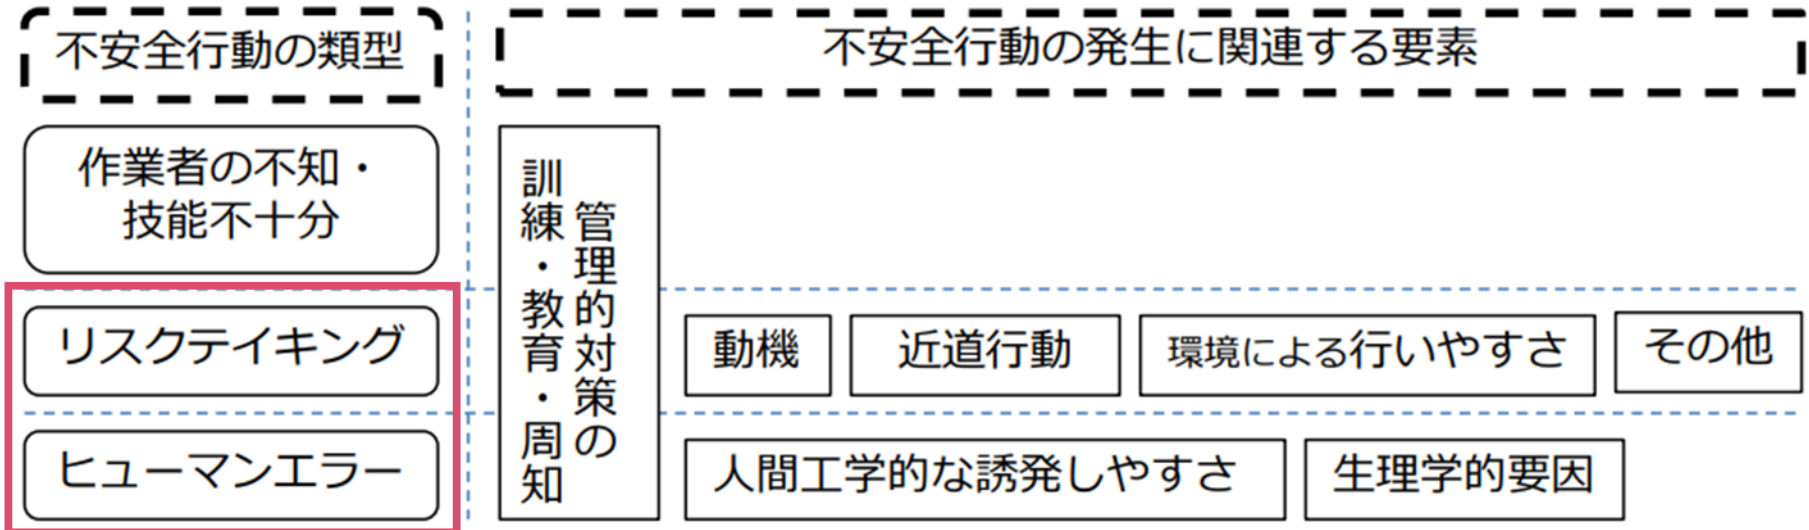 不安全行動の類型
不安全行動の発生に関連する要素
作業者の不知・
技能不十分
管理的対策の
訓練・教育・周知
リスクテイキング
動機
近道行動
環境による行いやすさ
その他
ヒューマンエラー
人間工学的な誘発しやすさ
生理学的要因